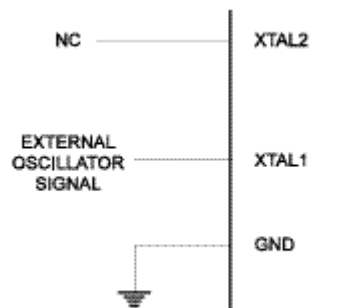 NC
XTAL2
EXTERNAL
OSCILLATOR
SIGNAL
XTAL1
GND